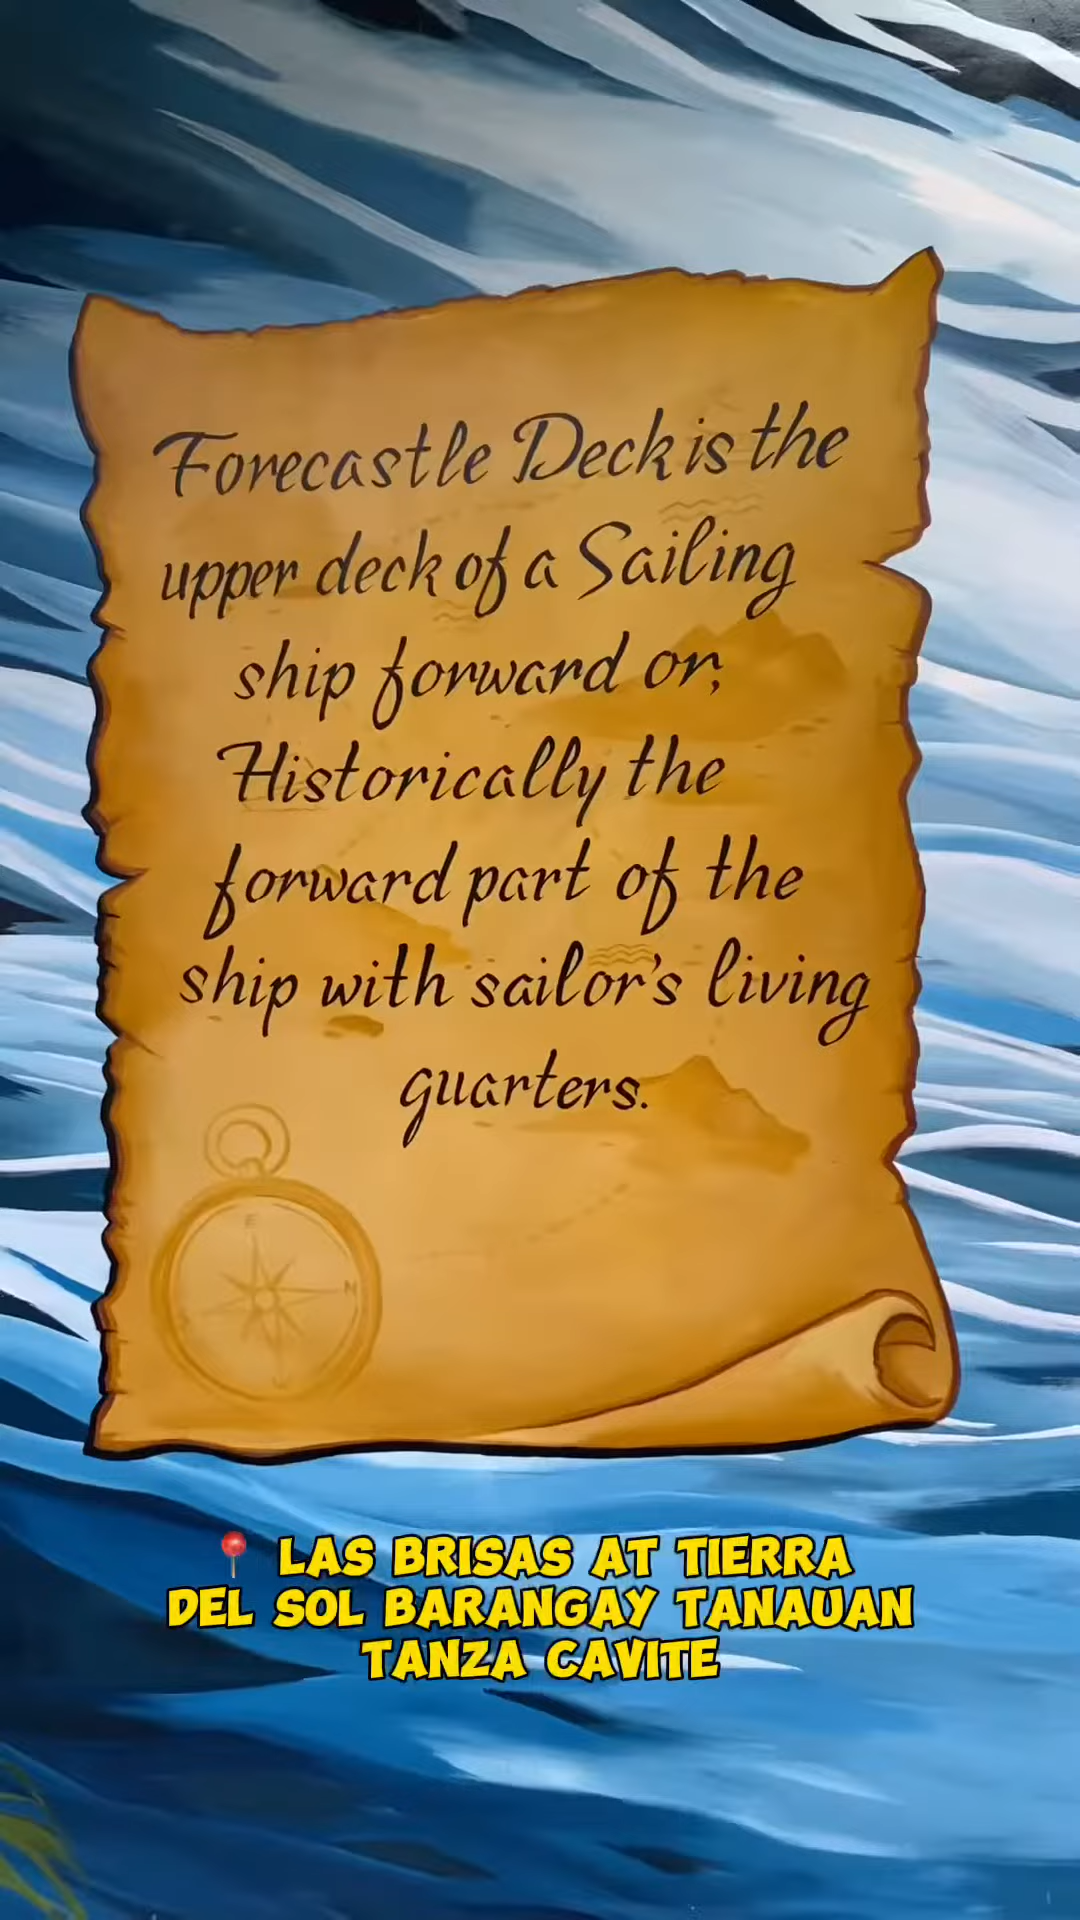 Forecastle Deck is the
upper deck of a Sailing
ship forward or;
Historically the
forward part of the
ship with sailor's living
quarters.
E
N
📍 LAS BRISAS AT TIERRA
DEL SOL BARANGAY TANAUAN
TANZA CAVITE